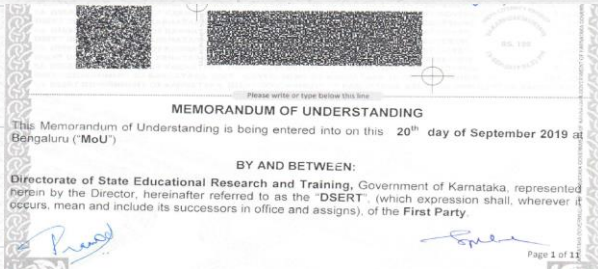 Please write or type below this line
MEMORANDUM OF UNDERSTANDING
This Memorandum of Understanding is being entered into on this 20th day of September 2019 at
Bengaluru ("MoU")
BY AND BETWEEN:
Directorate of State Educational Research and Training, Government of Karnataka, represented
herein by the Director, hereinafter referred to as the "DSERT". (which expression shall, wherever it
occurs, mean and include its successors in office and assigns), of the First Party.
Page 1 of 11